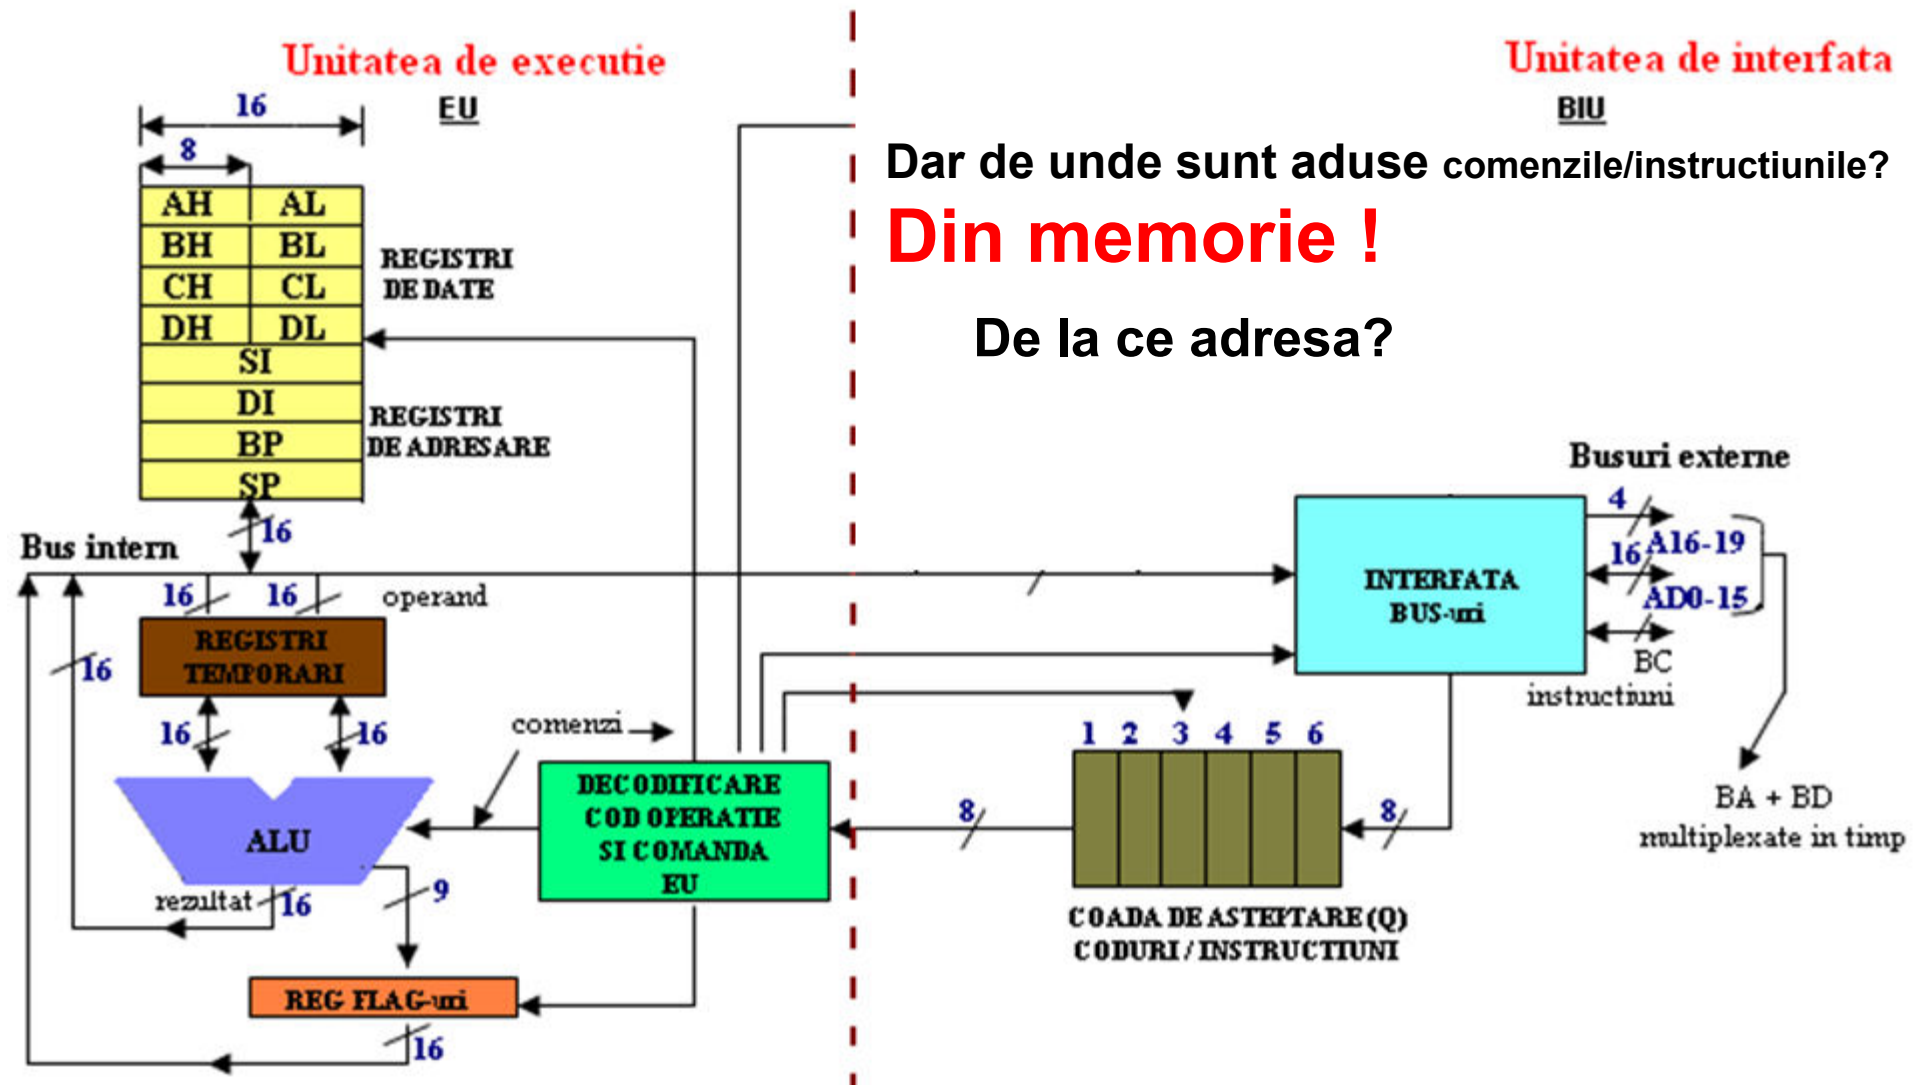 Unitatea de executie
EU
Unitatea de interfata
BIU
Dar de unde sunt aduse comenzile/instructiunile?
Din memorie !
De la ce adresa?
16
8
AH AL
BH BL
CH CL
DH DL
SI
DI
BP
SP
REGISTRI
DE DATE
REGISTRI
DE ADRESARE
16
Bus intern
16 16 operand
REGISTRI
TEMPORARI
16
16 16
ALU
rezultat 16
9
REG FLAG-uri
16
comenzi
DECODIFICARE
COD OPERATIE
SI COMANDA
EU
8
1 2 3 4 5 6
8
COADA DE ASTEPTARE (Q)
CODURI / INSTRUCTIUNI
INTERFATA
BUS-uri
Busuri externe
4
A16-19
16
AD0-15
BC
instructiuni
BA + BD
multiplexate in timp